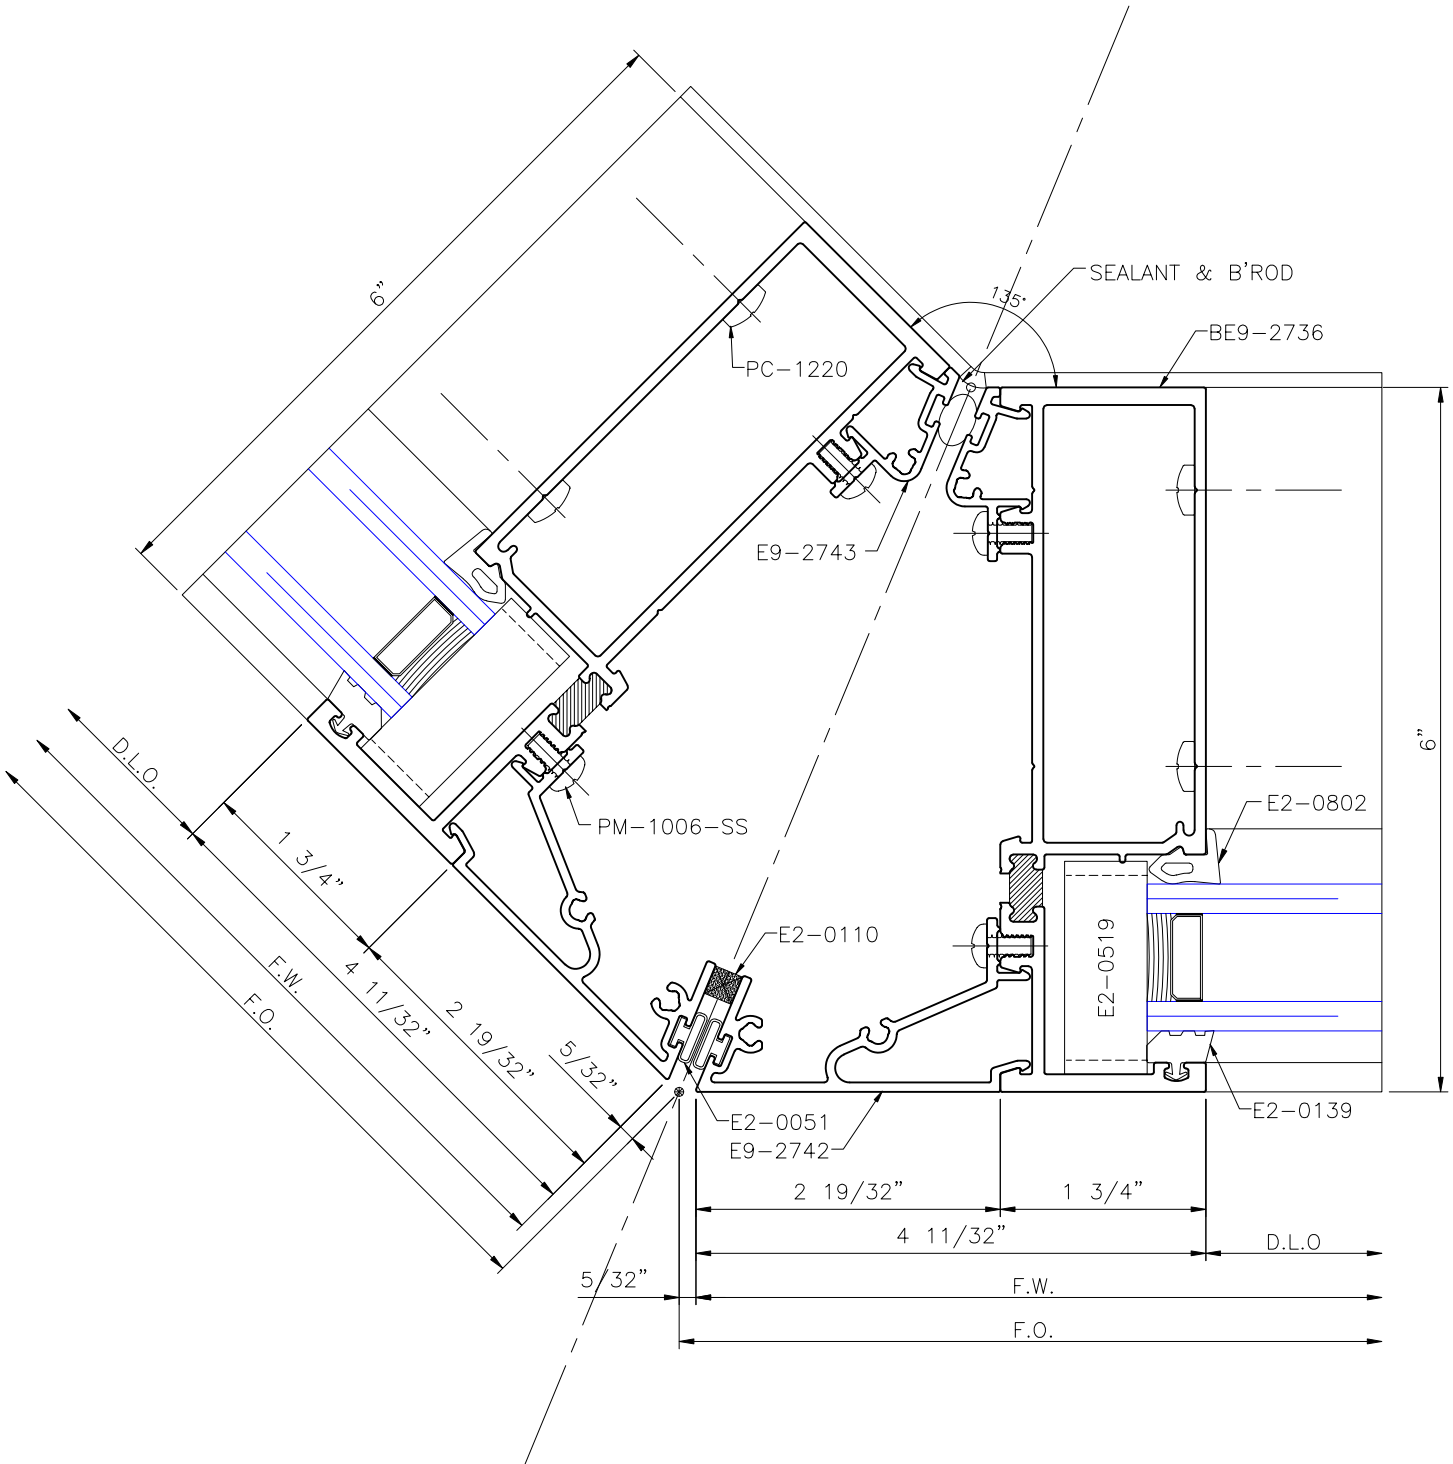 6”
SEALANT & B’ROD
135°
BE9-2736
PC-1220
E9-2743
6”
D.L.O.
1 3/4”
PM-1006-SS
E2-0802
F.W.
4 11/32”
2 19/32”
5/32”
F.O.
E2-0110
E2-0519
E2-0051
E2-0139
E9-2742
2 19/32”
1 3/4”
4 11/32”
D.L.O
5/32”
F.W.
F.O.